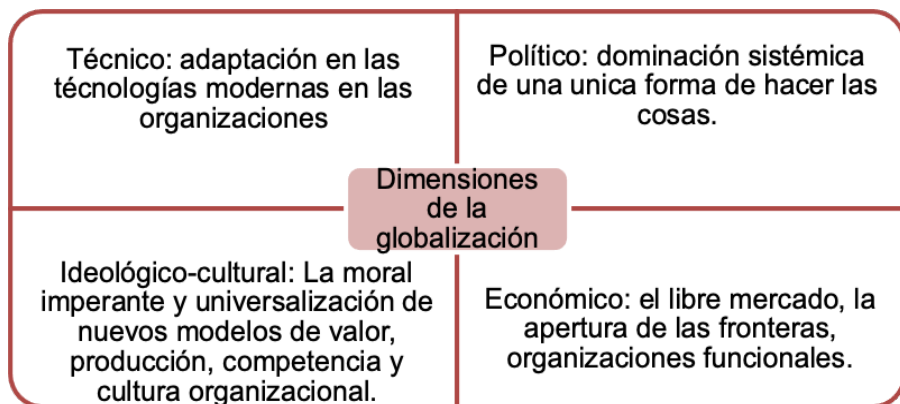 Técnico: adaptación en las
técnologías modernas en las
organizaciones
Político: dominación sistémica
de una unica forma de hacer las
cosas.
Dimensiones
de la
globalización
Ideológico-cultural: La moral
imperante y universalización de
nuevos modelos de valor,
producción, competencia y
cultura organizacional.
Económico: el libre mercado, la
apertura de las fronteras,
organizaciones funcionales.